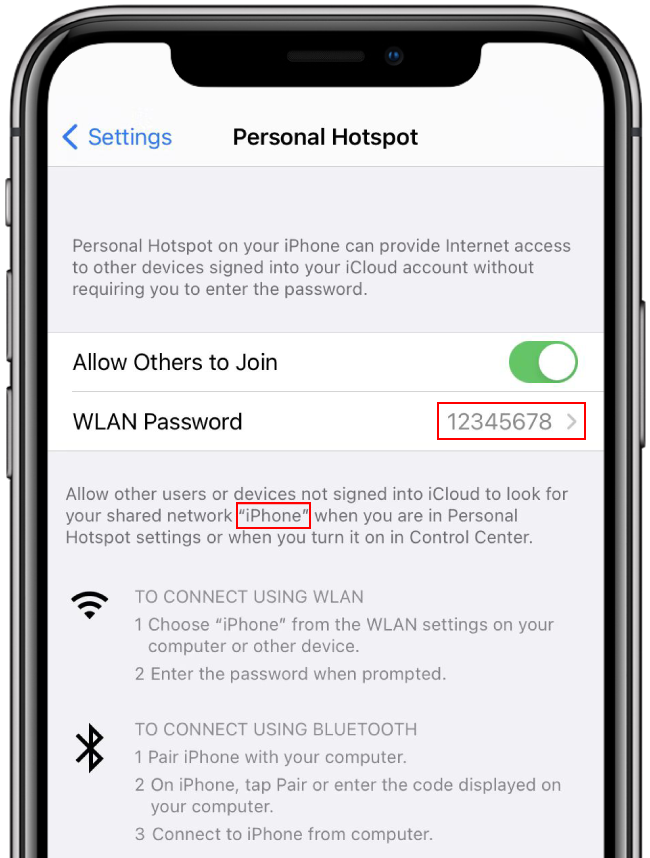 Settings
Personal Hotspot
Personal Hotspot on your iPhone can provide Internet access
to other devices signed into your iCloud account without
requiring you to enter the password.
Allow Others to Join
WLAN Password
12345678
Allow other users or devices not signed into iCloud to look for
your shared network “iPhone” when you are in Personal
Hotspot settings or when you turn it on in Control Center.
TO CONNECT USING WLAN
1 Choose “iPhone” from the WLAN settings on your
computer or other device.
2 Enter the password when prompted.
TO CONNECT USING BLUETOOTH
1 Pair iPhone with your computer.
2 On iPhone, tap Pair or enter the code displayed on
your computer.
3 Connect to iPhone from computer.